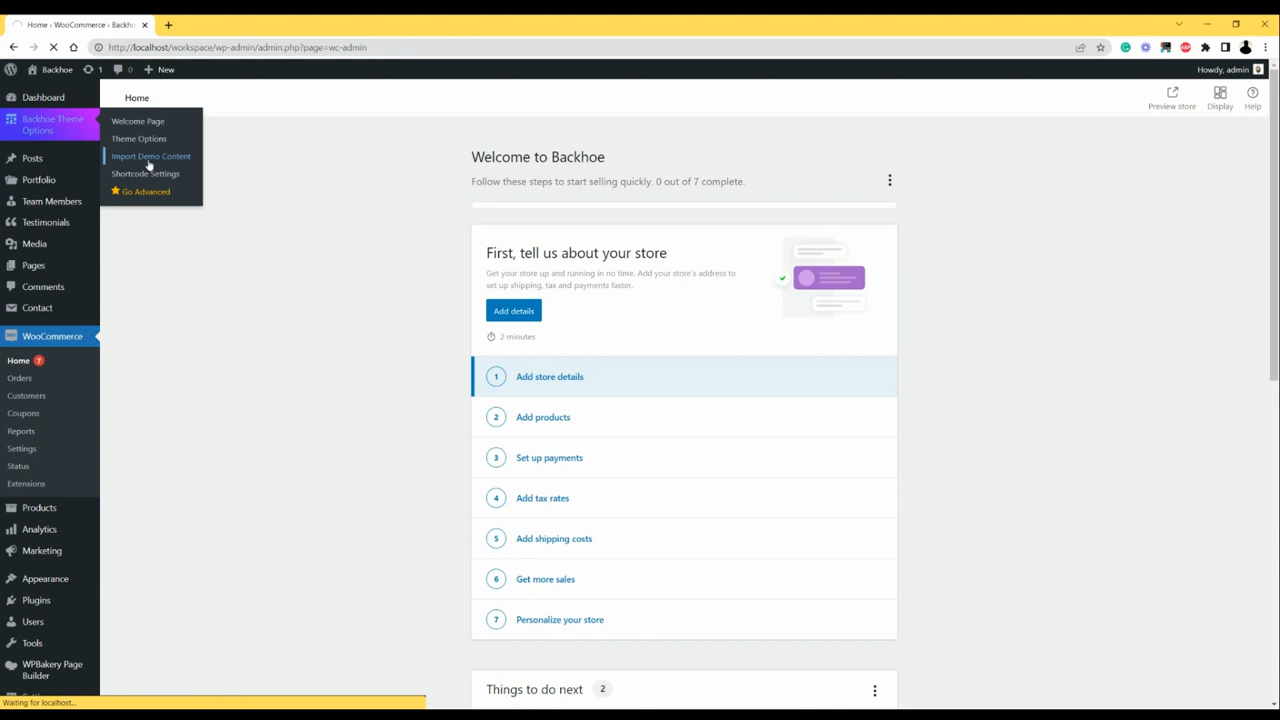 Home ‹ WooCommerce ‹ Backh
http://localhost/workspace/wp-admin/admin.php?page=wc-admin
Backhoe
1
0
New
Howdy, admin
Dashboard
Backhoe Theme
Options
Posts
Portfolio
Team Members
Testimonials
Media
Pages
Comments
Contact
WooCommerce
Home 7
Orders
Customers
Coupons
Reports
Settings
Status
Extensions
Products
Analytics
Marketing
Appearance
Plugins
Users
Tools
WPBakery Page
Builder
Welcome Page
Theme Options
Import Demo Content
Shortcode Settings
Go Advanced
Home
Preview store
Display
Help
Welcome to Backhoe
Follow these steps to start selling quickly. 0 out of 7 complete.
First, tell us about your store
Get your store up and running in no time. Add your store's address to
set up shipping, tax and payments faster.
Add details
2 minutes
1 Add store details
2 Add products
3 Set up payments
4 Add tax rates
5 Add shipping costs
6 Get more sales
7 Personalize your store
Things to do next 2
Waiting for localhost...